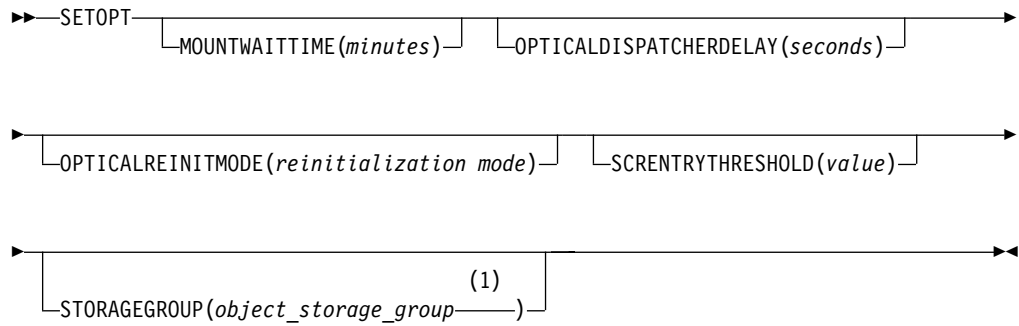 SETOPT
MOUNTWAITTIME(minutes) OPTICALDISPATCHERDELAY(seconds)
OPTICALREINITMODE(reinitialization mode) SCRENTRYTHRESHOLD(value)
(1)
STORAGEGROUP(object_storage_group)